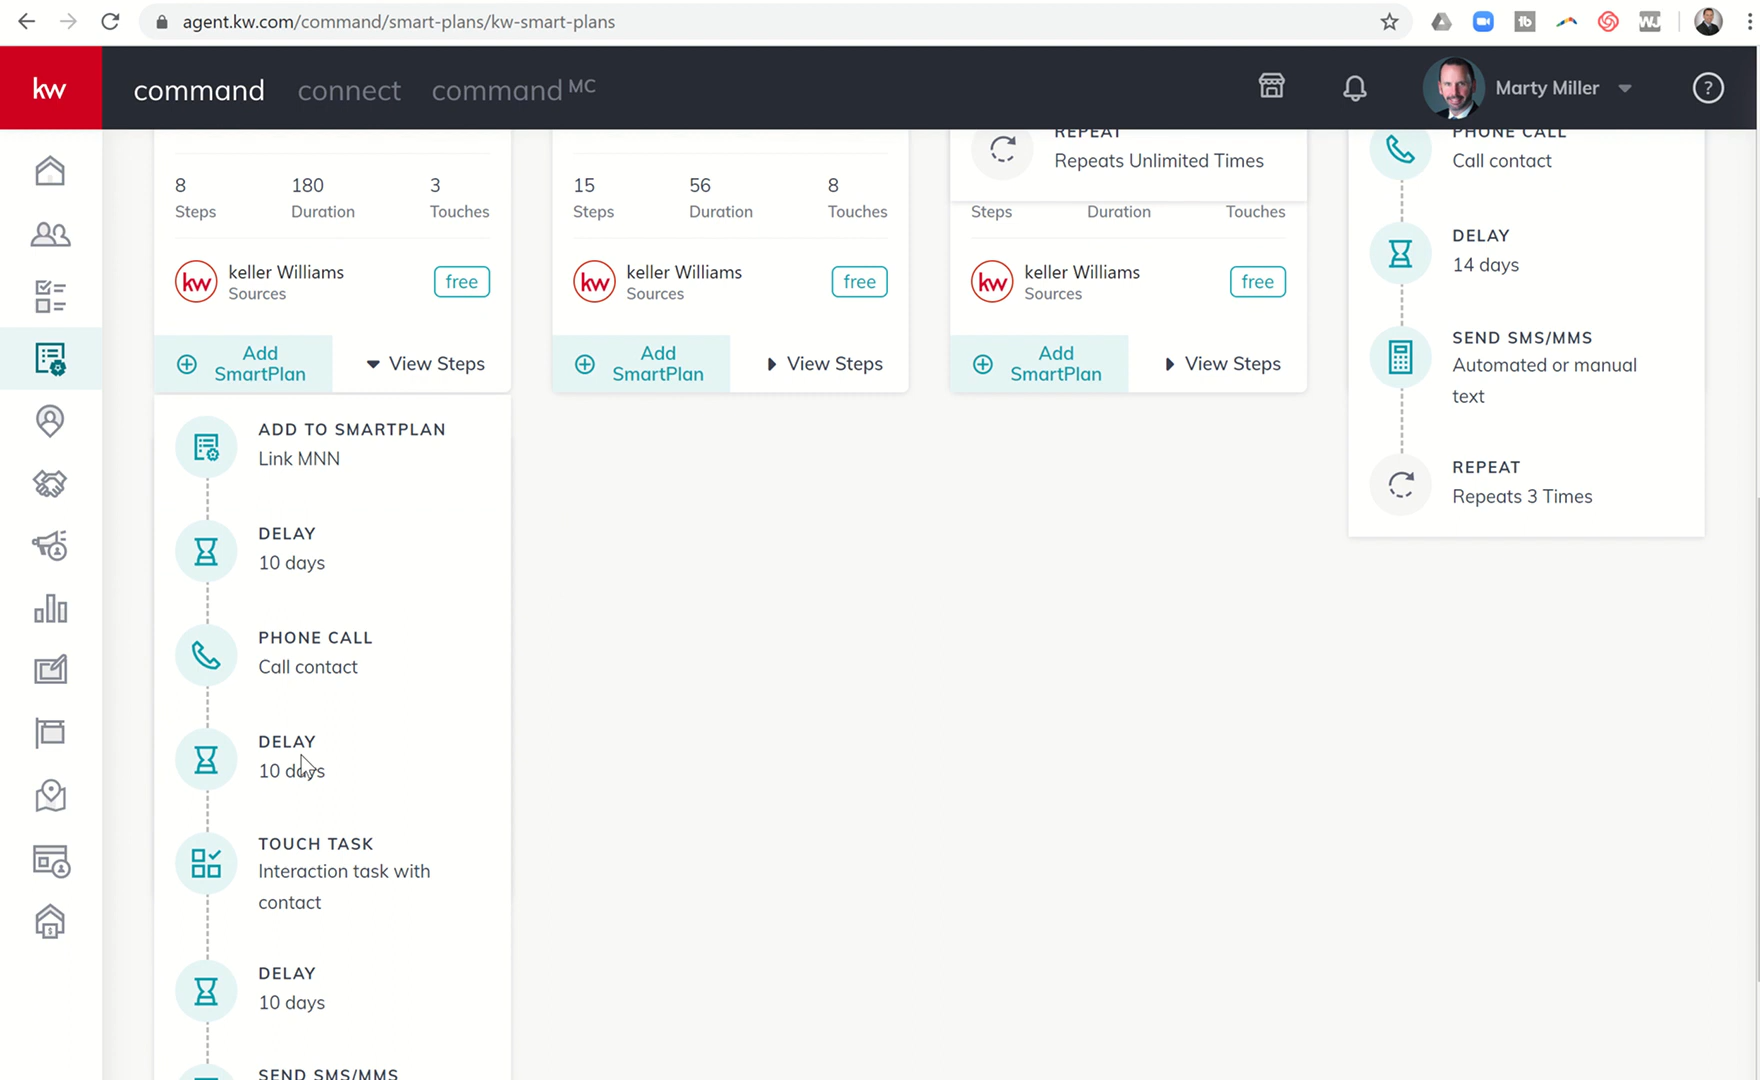 agent.kw.com/command/smart-plans/kw-smart-plans
kw
command
connect
command MC
Marty Miller
?
8
180
3
Steps
Duration
Touches
kw
keller Williams
Sources
free
Add
SmartPlan
View Steps
ADD TO SMARTPLAN
Link MNN
DELAY
10 days
PHONE CALL
Call contact
DELAY
10 days
TOUCH TASK
Interaction task with
contact
DELAY
10 days
SEND SMS/MMS
15
56
8
Steps
Duration
Touches
kw
keller Williams
Sources
free
Add
SmartPlan
View Steps
REPEAT
Repeats Unlimited Times
Steps
Duration
Touches
kw
keller Williams
Sources
free
Add
SmartPlan
View Steps
PHONE CALL
Call contact
DELAY
14 days
SEND SMS/MMS
Automated or manual
text
REPEAT
Repeats 3 Times